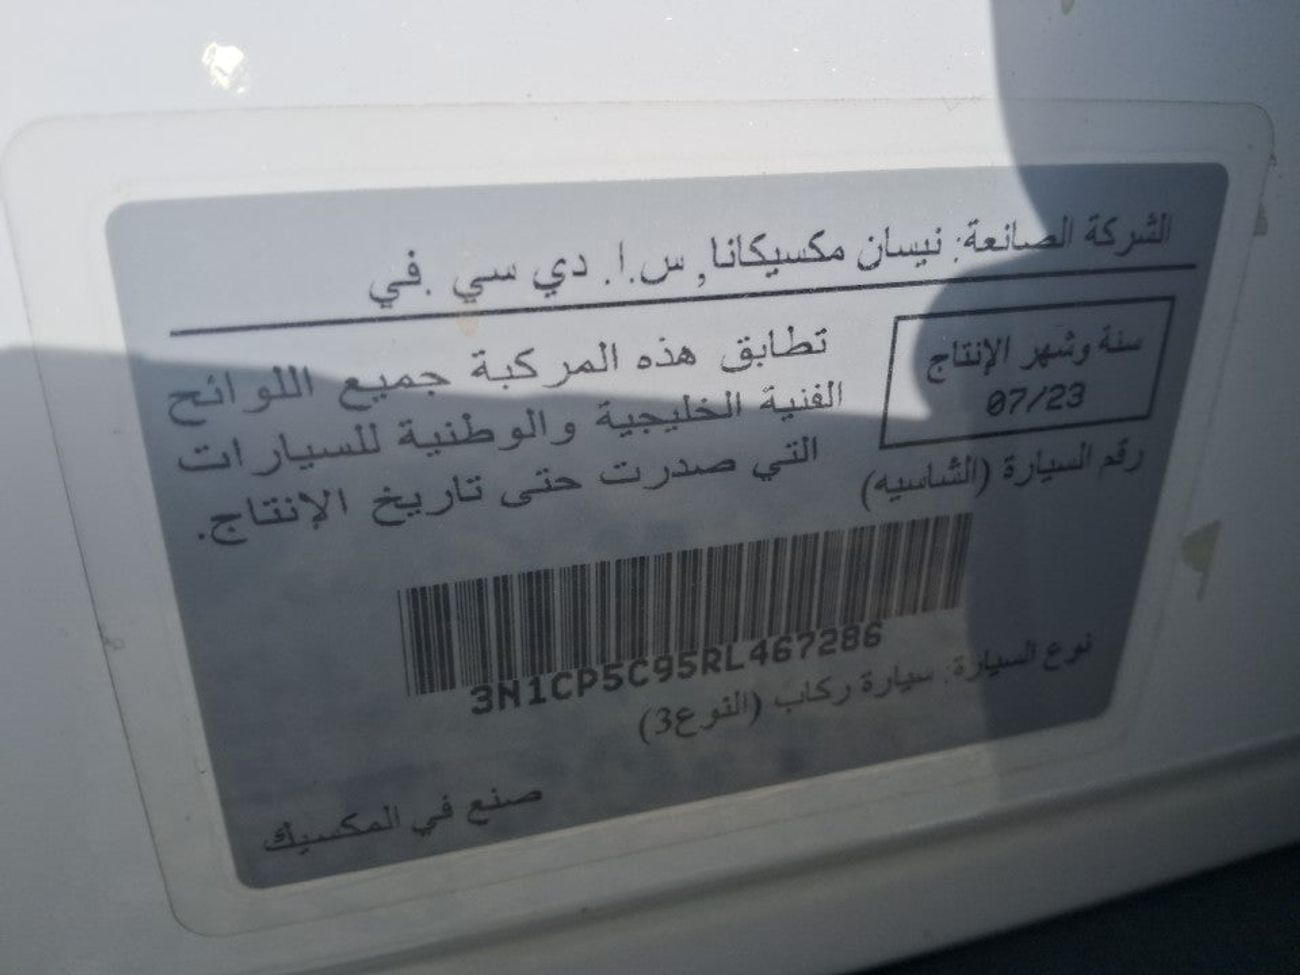 الشركة الصانعة: نيسان مكسيكانا, س.ا. دي سي .في
سنة وشهر الإنتاج
07/23
تطابق هذه المركبة جميع اللوائح
الفنية الخليجية والوطنية للسيارات
التي صدرت حتى تاريخ الإنتاج.
رقم السيارة (الشاسيه)
3N1CP5C95RL467286
نوع السيارة: سيارة ركاب (النوع3)
صنع في المكسيك